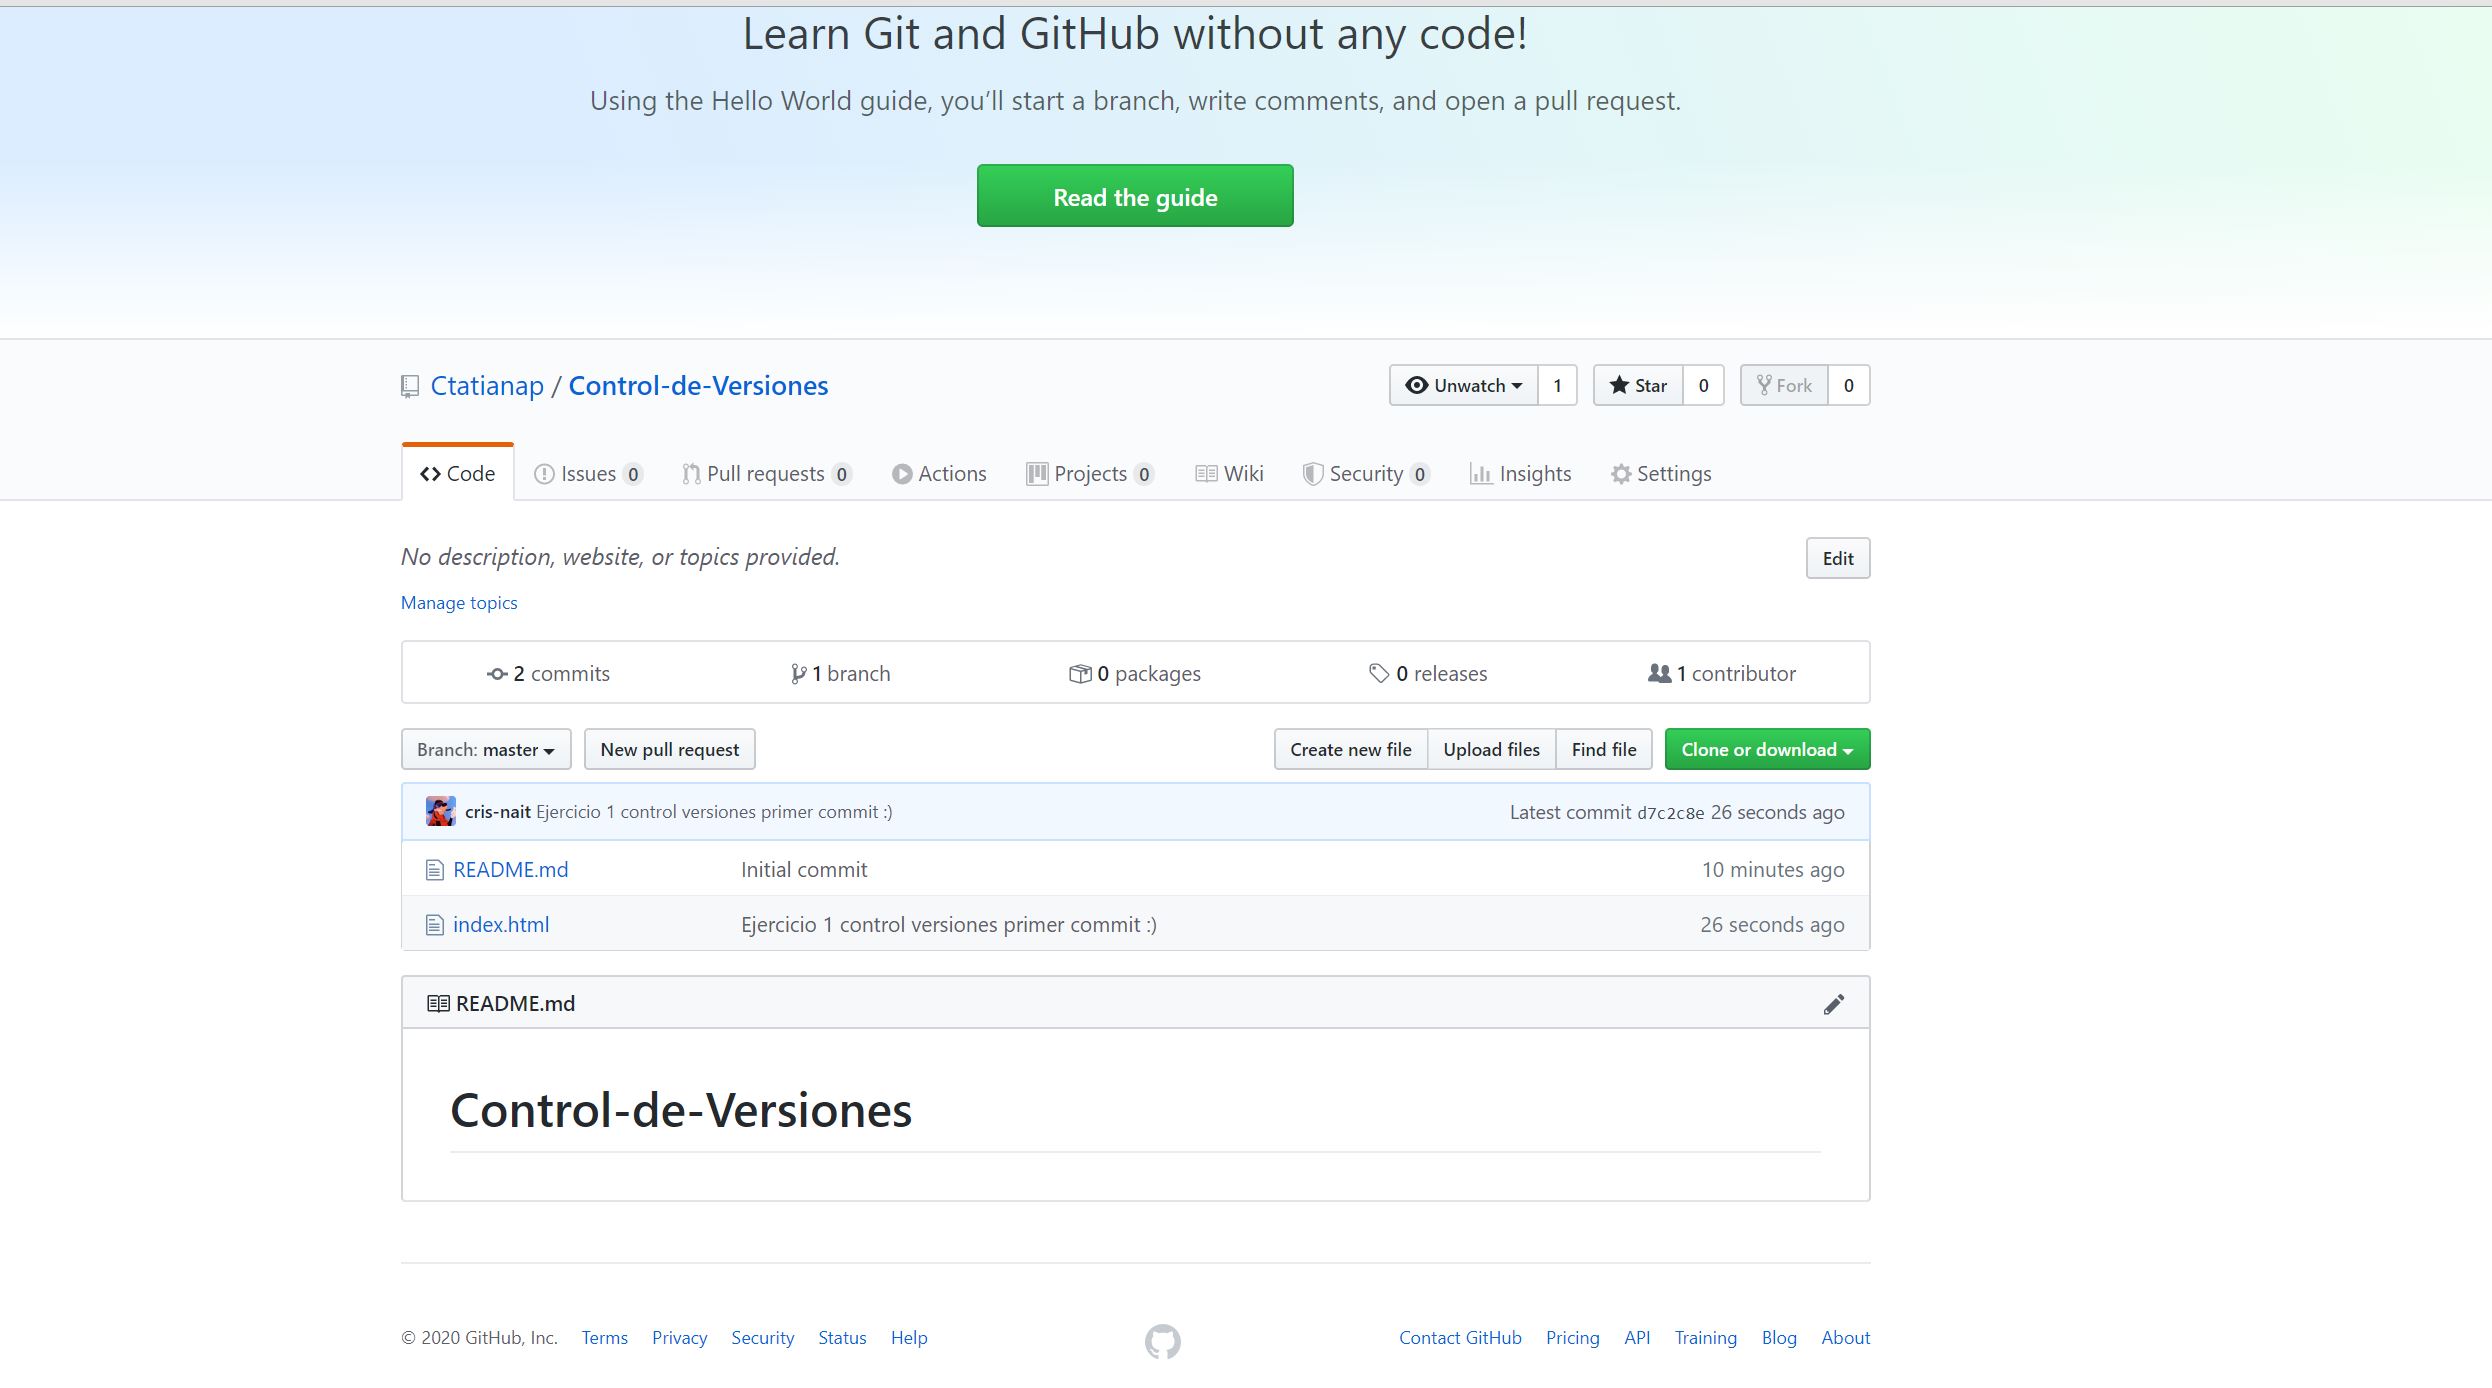 Learn Git and GitHub without any code!
Using the Hello World guide, you’ll start a branch, write comments, and open a pull request.
Read the guide
Ctatianap / Control-de-Versiones
Unwatch 1 Star 0 Fork 0
Code Issues 0 Pull requests 0 Actions Projects 0 Wiki Security 0 Insights Settings
No description, website, or topics provided. Edit
Manage topics
2 commits 1 branch 0 packages 0 releases 1 contributor
Branch: master New pull request Create new file Upload files Find file Clone or download
cris-nait Ejercicio 1 control versiones primer commit :) Latest commit d7c2c8e 26 seconds ago
README.md Initial commit 10 minutes ago
index.html Ejercicio 1 control versiones primer commit :) 26 seconds ago
README.md
Control-de-Versiones
© 2020 GitHub, Inc. Terms Privacy Security Status Help Contact GitHub Pricing API Training Blog About